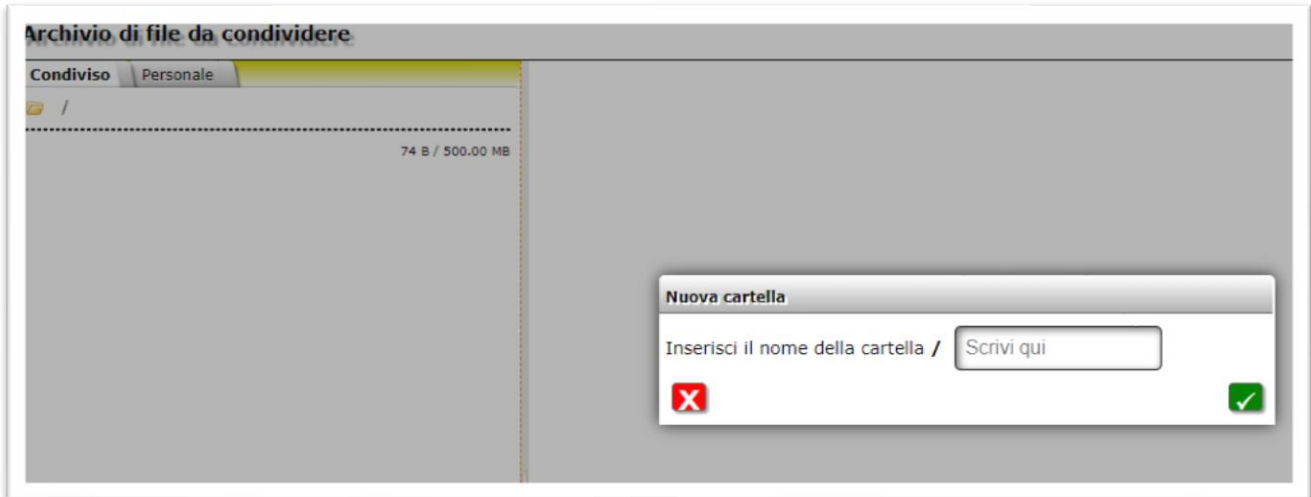 Archivio di file da condividere
Condiviso Personale
/
74 B / 500.00 MB
Nuova cartella
Inserisci il nome della cartella / Scrivi qui
X